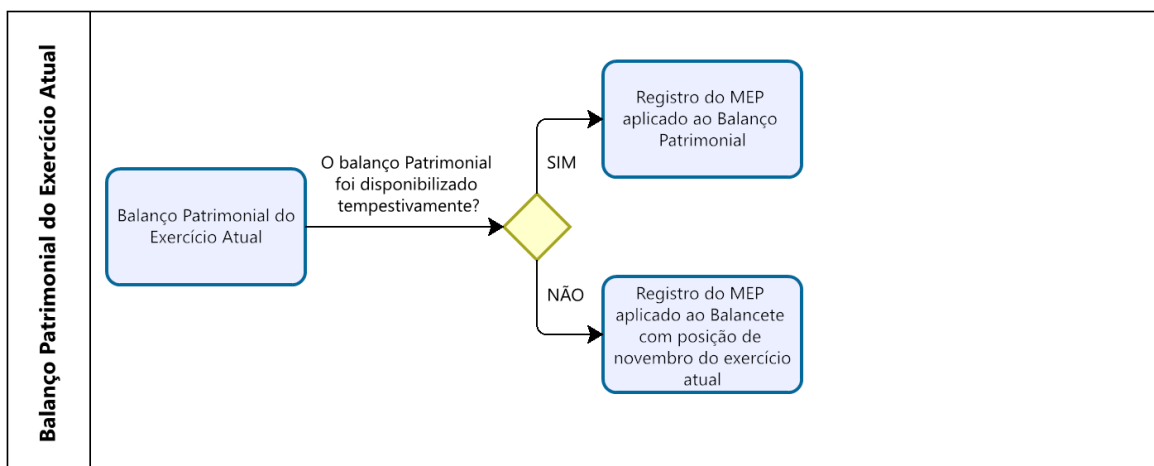 Balanço Patrimonial do Exercício Atual
Balanço Patrimonial do
Exercício Atual
O balanço Patrimonial
foi disponibilizado
tempestivamente?
SIM
Registro do MEP
aplicado ao Balanço
Patrimonial
NÃO
Registro do MEP
aplicado ao Balancete
com posição de
novembro do exercício
atual